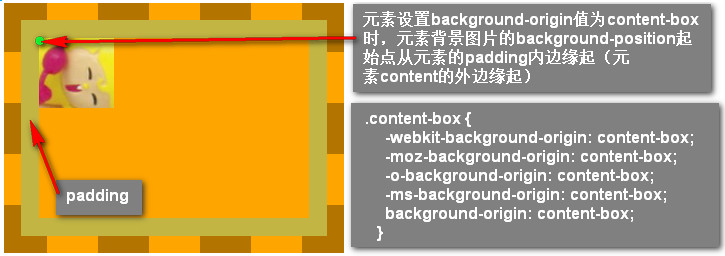 元素设置background-origin值为content-box
时，元素背景图片的background-position起
始点从元素的padding内边缘起（元
素content的外边缘起）
padding
.content-box {
-webkit-background-origin: content-box;
-moz-background-origin: content-box;
-o-background-origin: content-box;
-ms-background-origin: content-box;
background-origin: content-box;
}